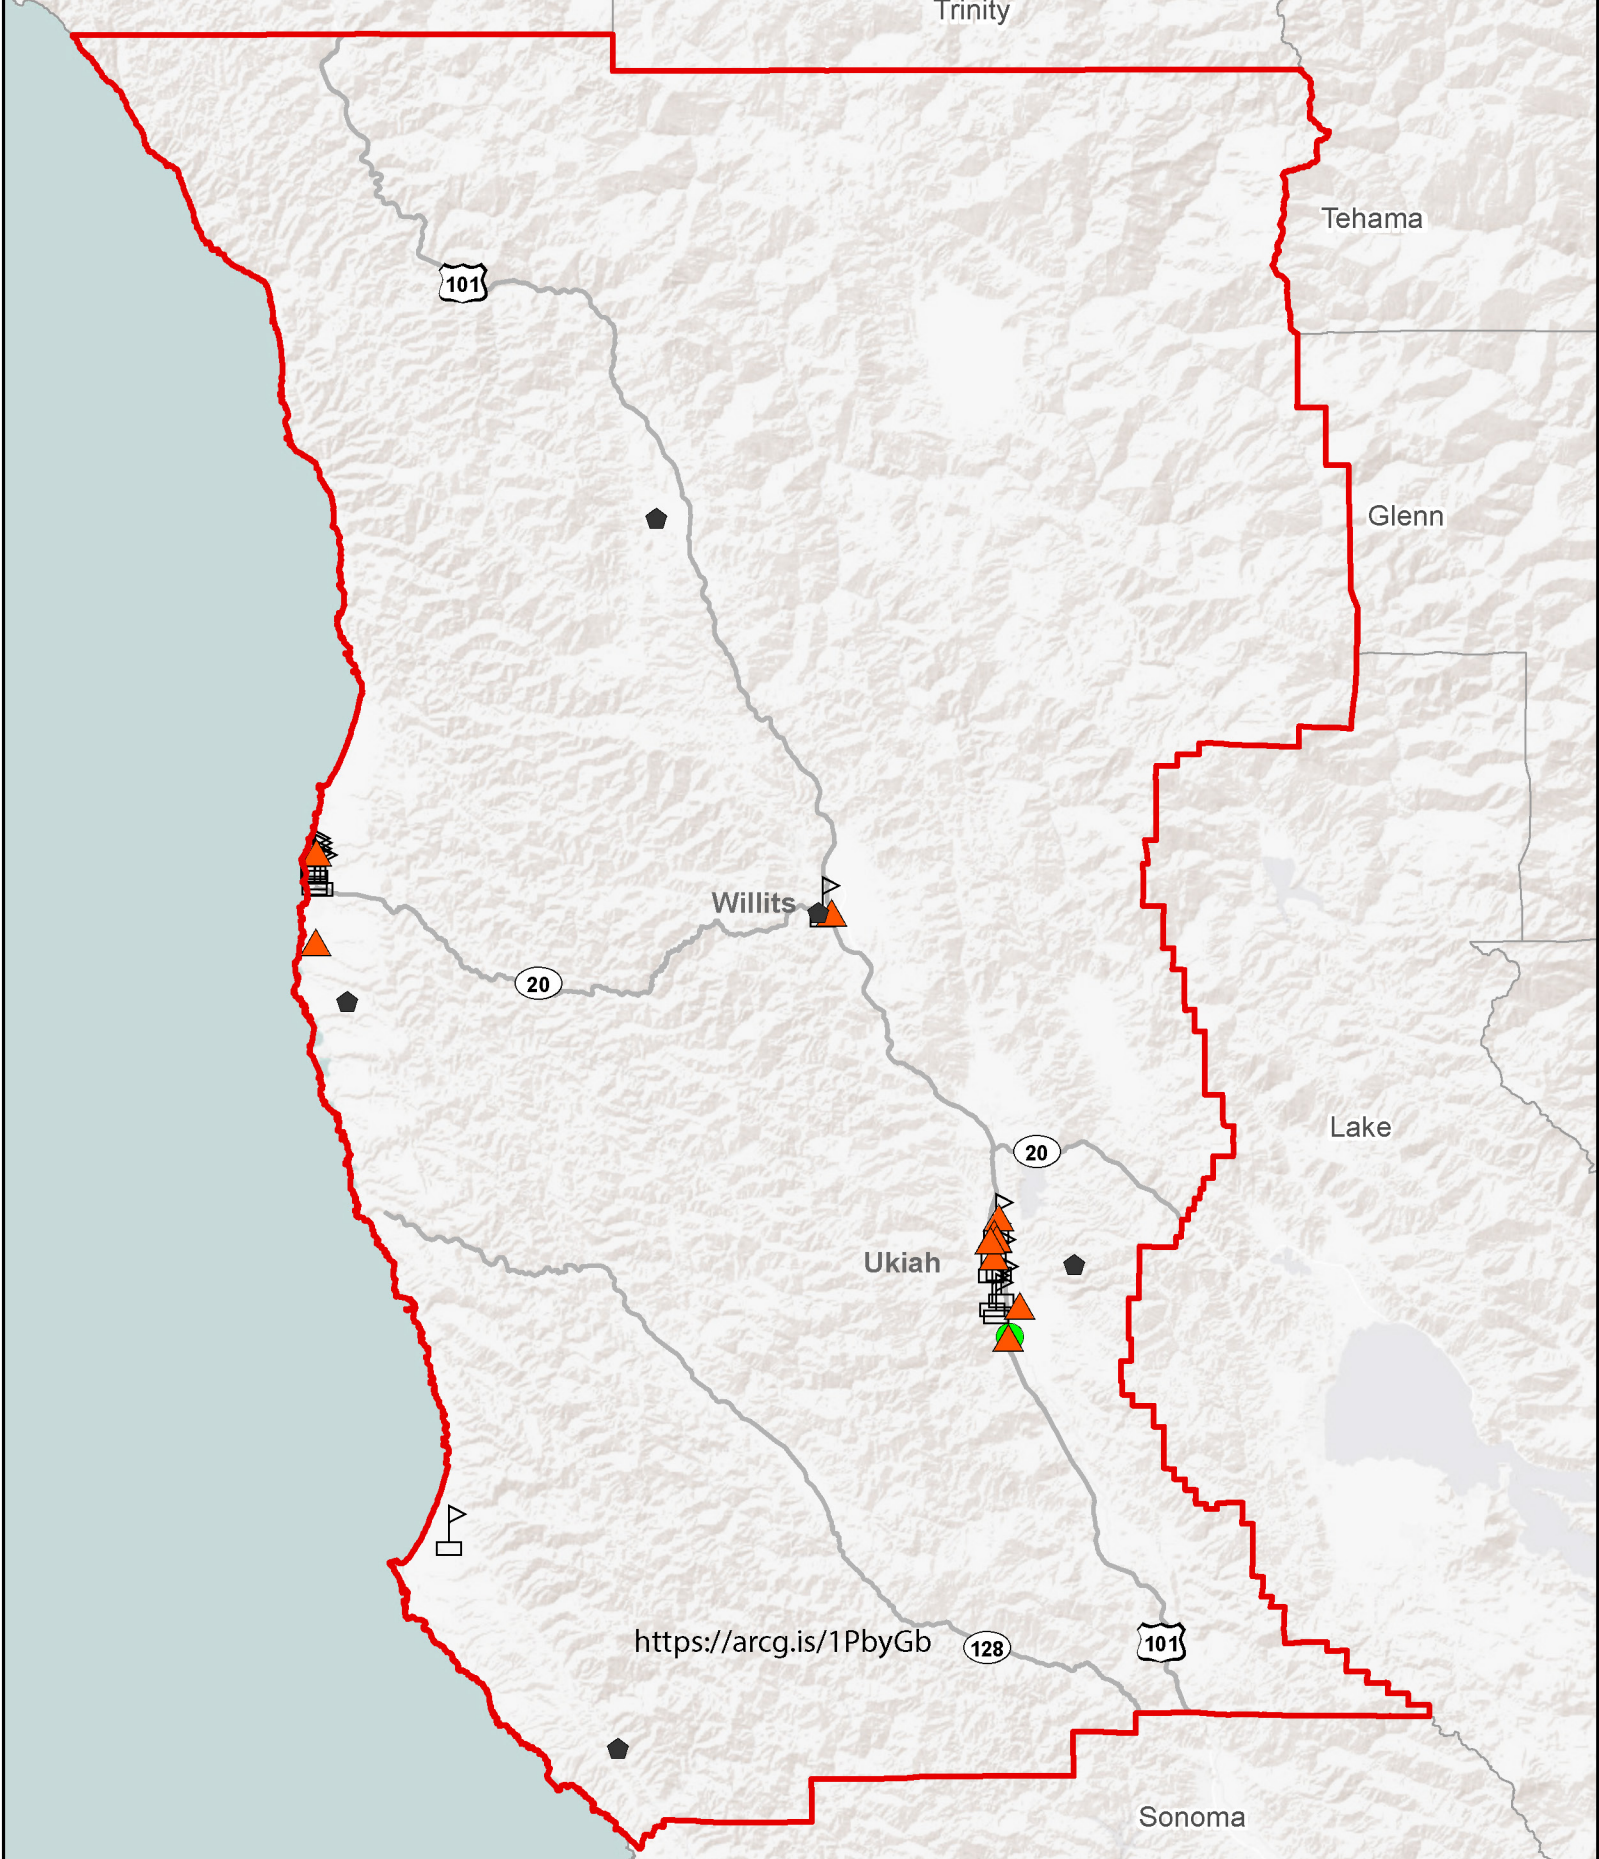 Trinity
Tehama
101
Glenn
Willits
20
Lake
20
Ukiah
https://arcg.is/1PbyGb
128
101
Sonoma